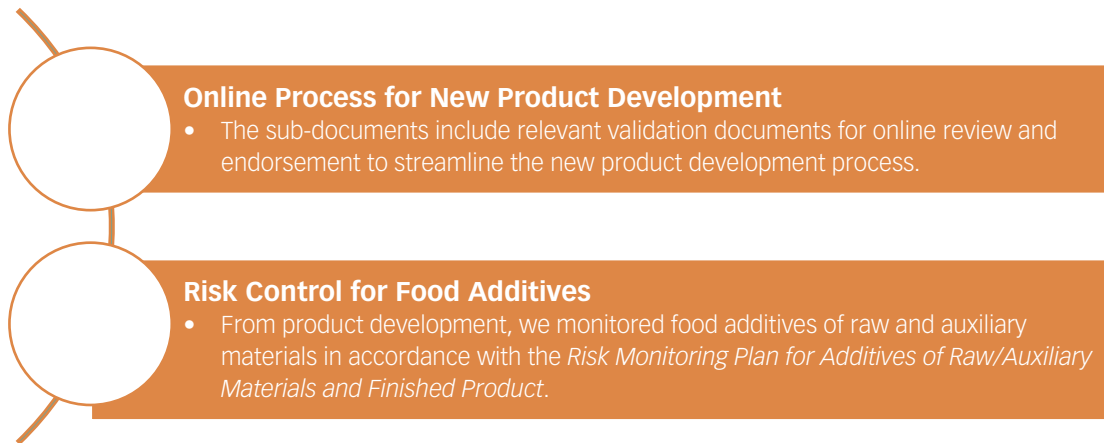 Online Process for New Product Development
• The sub-documents include relevant validation documents for online review and
endorsement to streamline the new product development process.
Risk Control for Food Additives
• From product development, we monitored food additives of raw and auxiliary
materials in accordance with the Risk Monitoring Plan for Additives of Raw/Auxiliary
Materials and Finished Product.